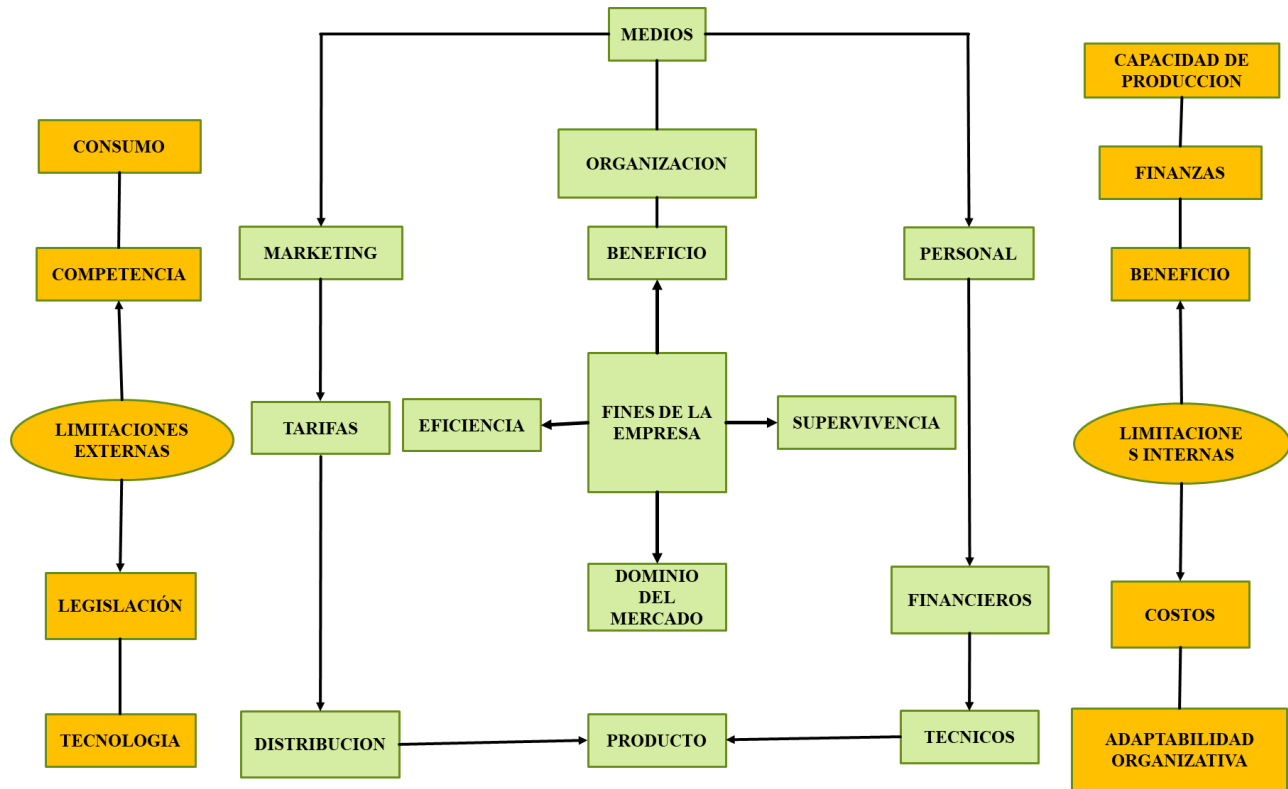 MEDIOS
CAPACIDAD DE
PRODUCCION
CONSUMO
ORGANIZACION
FINANZAS
MARKETING
BENEFICIO
PERSONAL
COMPETENCIA
BENEFICIO
LIMITACIONES
EXTERNAS
TARIFAS
EFICIENCIA
FINES DE LA
EMPRESA
SUPERVIVENCIA
LIMITACIONE
S INTERNAS
LEGISLACIÓN
DOMINIO
DEL
MERCADO
FINANCIEROS
COSTOS
TECNOLOGIA
DISTRIBUCION
PRODUCTO
TECNICOS
ADAPTABILIDAD
ORGANIZATIVA